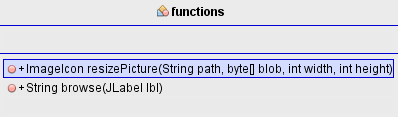 functions
+ImageIcon resizePicture(String path, byte[] blob, int width, int height)
+String browse(JLabel lbl)